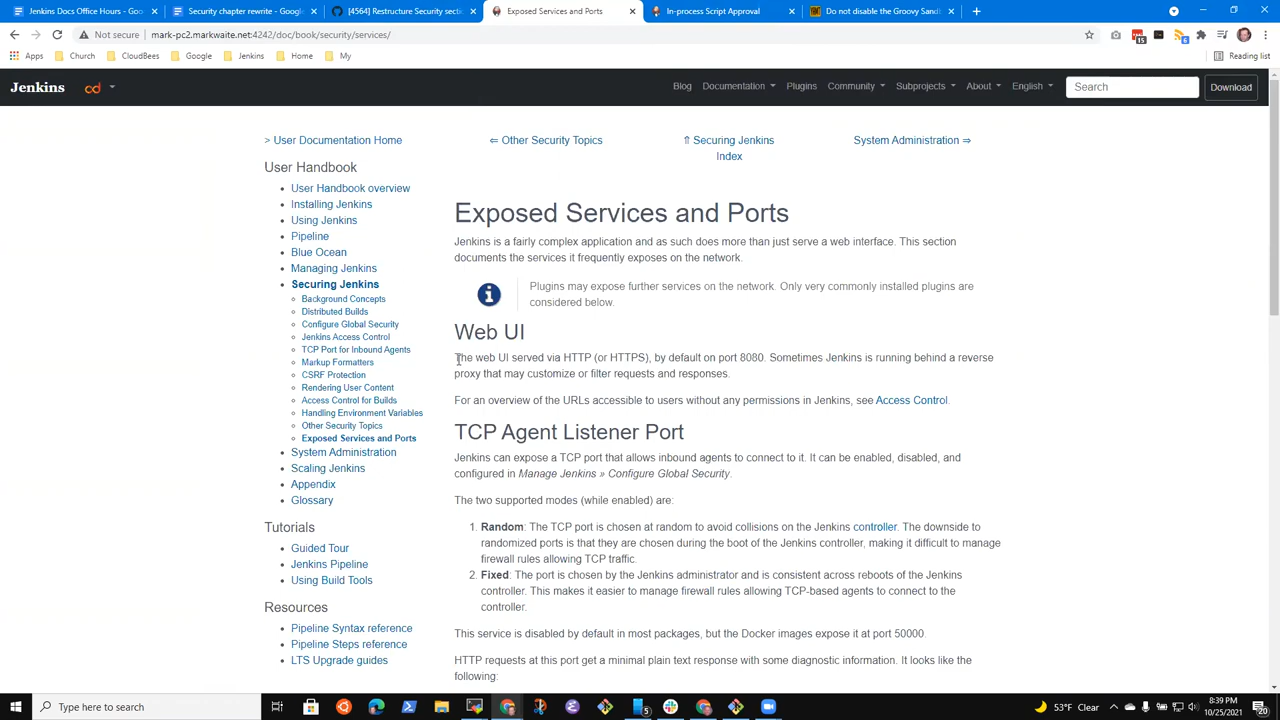 Jenkins Docs Office Hours - Goo
Security chapter rewrite - Google
[4564] Restructure Security secti
Exposed Services and Ports
In-process Script Approval
Do not disable the Groovy Sandb
Not secure
mark-pc2.markwaite.net:4242/doc/book/security/services/
15
6
Apps
Church
CloudBees
Google
Jenkins
Home
My
Reading list
Jenkins
cd
Blog
Documentation
Plugins
Community
Subprojects
About
English
Search
Download
> User Documentation Home
⇐ Other Security Topics
⇑ Securing Jenkins
Index
System Administration ⇒
User Handbook
User Handbook overview
Installing Jenkins
Using Jenkins
Pipeline
Blue Ocean
Managing Jenkins
Securing Jenkins
Background Concepts
Distributed Builds
Configure Global Security
Jenkins Access Control
TCP Port for Inbound Agents
Markup Formatters
CSRF Protection
Rendering User Content
Access Control for Builds
Handling Environment Variables
Other Security Topics
Exposed Services and Ports
System Administration
Scaling Jenkins
Appendix
Glossary
Tutorials
Guided Tour
Jenkins Pipeline
Using Build Tools
Resources
Pipeline Syntax reference
Pipeline Steps reference
LTS Upgrade guides
Exposed Services and Ports
Jenkins is a fairly complex application and as such does more than just serve a web interface. This section
documents the services it frequently exposes on the network.
Plugins may expose further services on the network. Only very commonly installed plugins are
considered below.
Web UI
The web UI served via HTTP (or HTTPS), by default on port 8080. Sometimes Jenkins is running behind a reverse
proxy that may customize or filter requests and responses.
For an overview of the URLs accessible to users without any permissions in Jenkins, see Access Control.
TCP Agent Listener Port
Jenkins can expose a TCP port that allows inbound agents to connect to it. It can be enabled, disabled, and
configured in Manage Jenkins » Configure Global Security.
The two supported modes (while enabled) are:
1. Random: The TCP port is chosen at random to avoid collisions on the Jenkins controller. The downside to
randomized ports is that they are chosen during the boot of the Jenkins controller, making it difficult to manage
firewall rules allowing TCP traffic.
2. Fixed: The port is chosen by the Jenkins administrator and is consistent across reboots of the Jenkins
controller. This makes it easier to manage firewall rules allowing TCP-based agents to connect to the
controller.
This service is disabled by default in most packages, but the Docker images expose it at port 50000.
HTTP requests at this port get a minimal plain text response with some diagnostic information. It looks like the
following:
Type here to search
5
53°F Clear
8:39 PM
10/25/2021
20